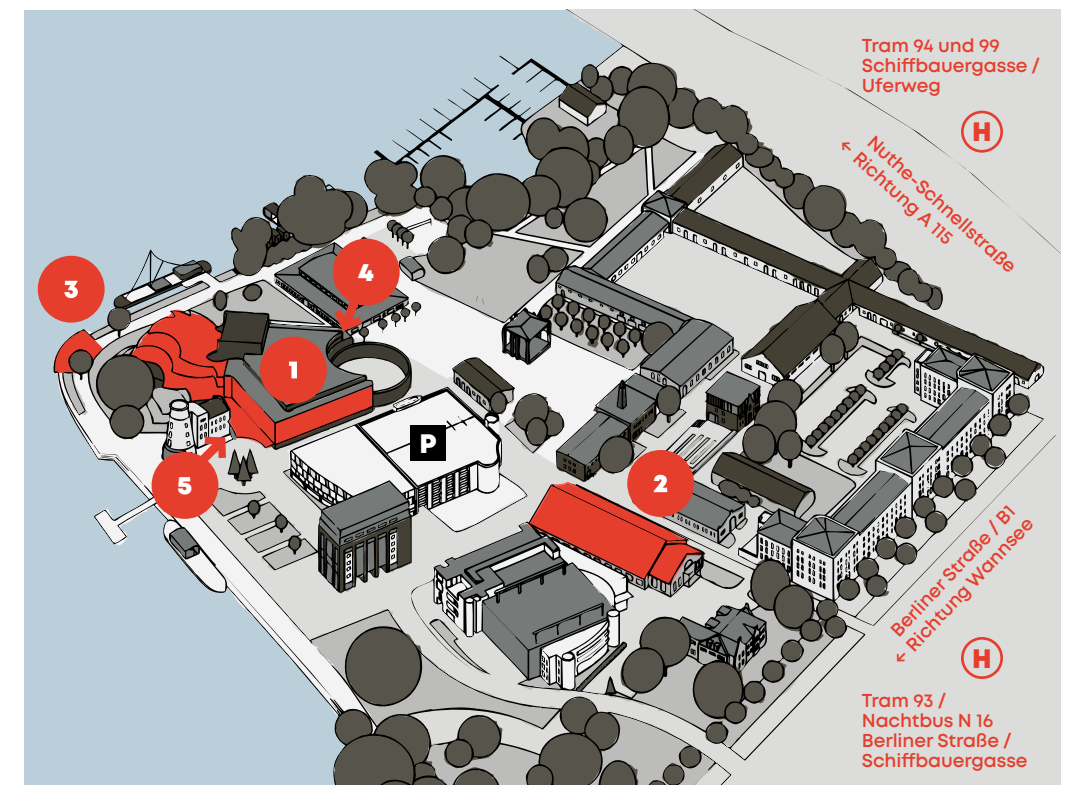 Tram 94 und 99
Schiffbauergasse /
Uferweg
H
Nuthe-Schnellstraße
← Richtung A 115
3
4
1
P
5
2
Berliner Straße / B1
← Richtung Wannsee
H
Tram 93 /
Nachtbus N 16
Berliner Straße /
Schiffbauergasse